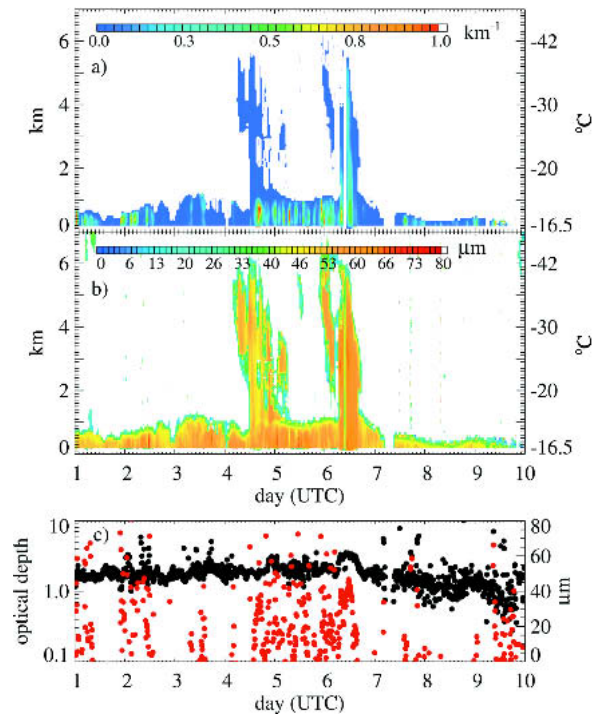 0.0 0.3 0.5 0.8 1.0 km⁻¹
a)
6 -42
4 -30
km °C
2 -20
0 -16.5
0 6 13 20 26 33 40 46 53 60 66 73 80 μm
b)
6 -42
4 -30
km °C
2 -20
0 -16.5
1 2 3 4 5 6 7 8 9 10
day (UTC)
c)
10 80
60
optical depth 1.0 40 μm
20
0.1 0
1 2 3 4 5 6 7 8 9 10
day (UTC)